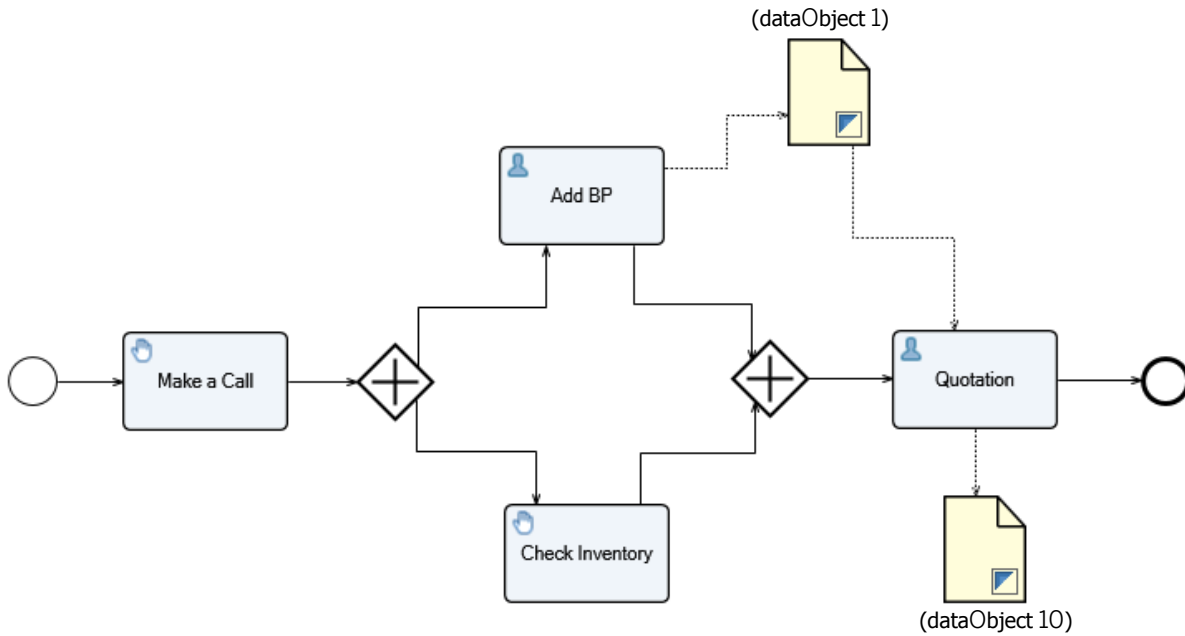 (dataObject 1)
Add BP
Make a Call
Quotation
Check Inventory
(dataObject 10)